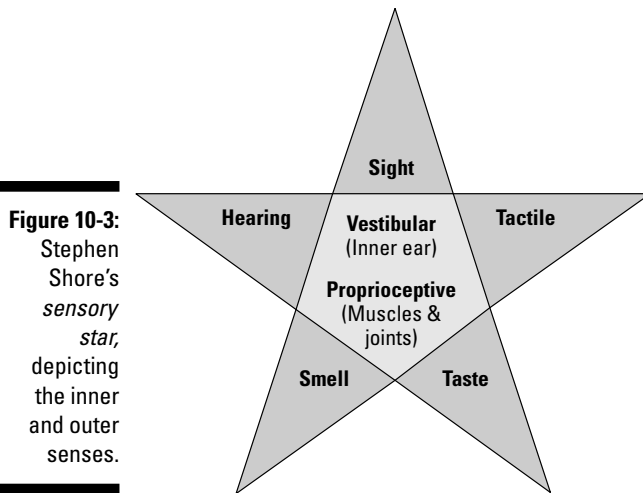 Figure 10-3:
Stephen
Shore's
sensory
star,
depicting
the inner
and outer
senses.
Sight
Hearing
Vestibular
(Inner ear)
Tactile
Proprioceptive
(Muscles &
joints)
Smell
Taste